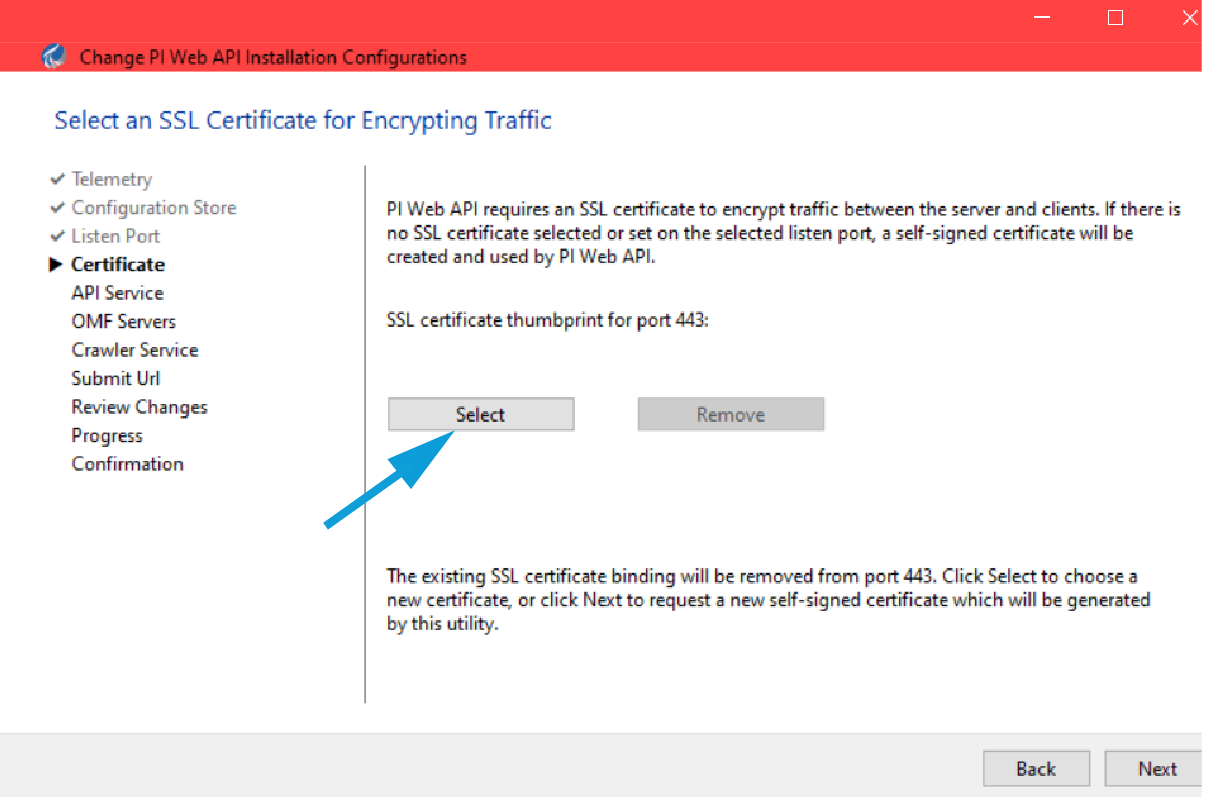 Change PI Web API Installation Configurations
Select an SSL Certificate for Encrypting Traffic
Telemetry
Configuration Store
Listen Port
Certificate
API Service
OMF Servers
Crawler Service
Submit Url
Review Changes
Progress
Confirmation
PI Web API requires an SSL certificate to encrypt traffic between the server and clients. If there is
no SSL certificate selected or set on the selected listen port, a self-signed certificate will be
created and used by PI Web API.
SSL certificate thumbprint for port 443:
Select
Remove
The existing SSL certificate binding will be removed from port 443. Click Select to choose a
new certificate, or click Next to request a new self-signed certificate which will be generated
by this utility.
Back
Next